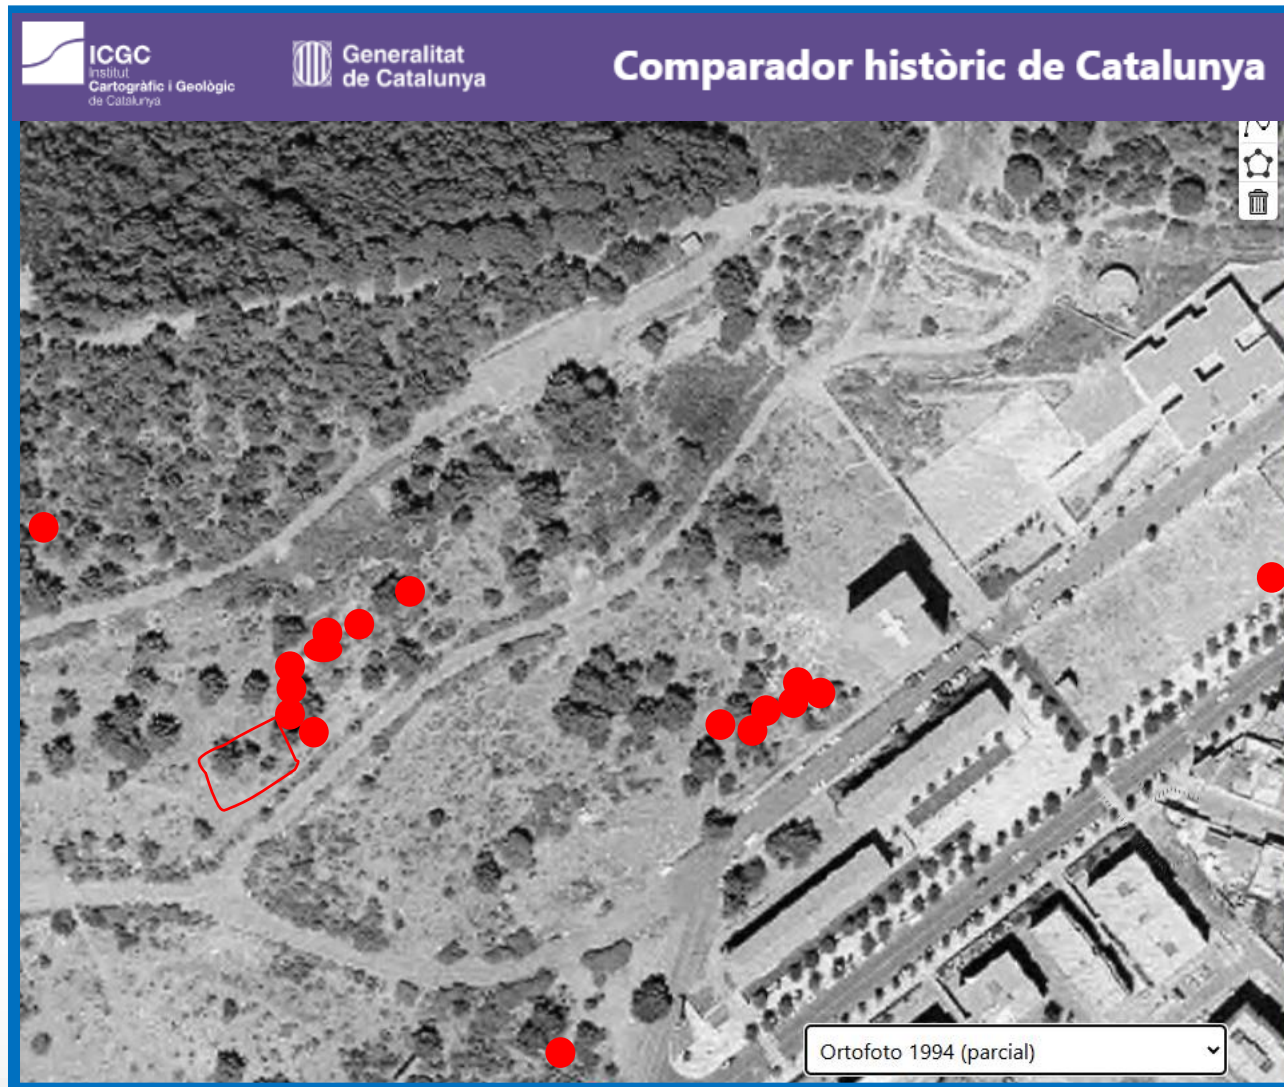 ICGC
Institut
Cartogràfic i Geològic
de Catalunya
Generalitat
de Catalunya
Comparador històric de Catalunya
Ortofoto 1994 (parcial)